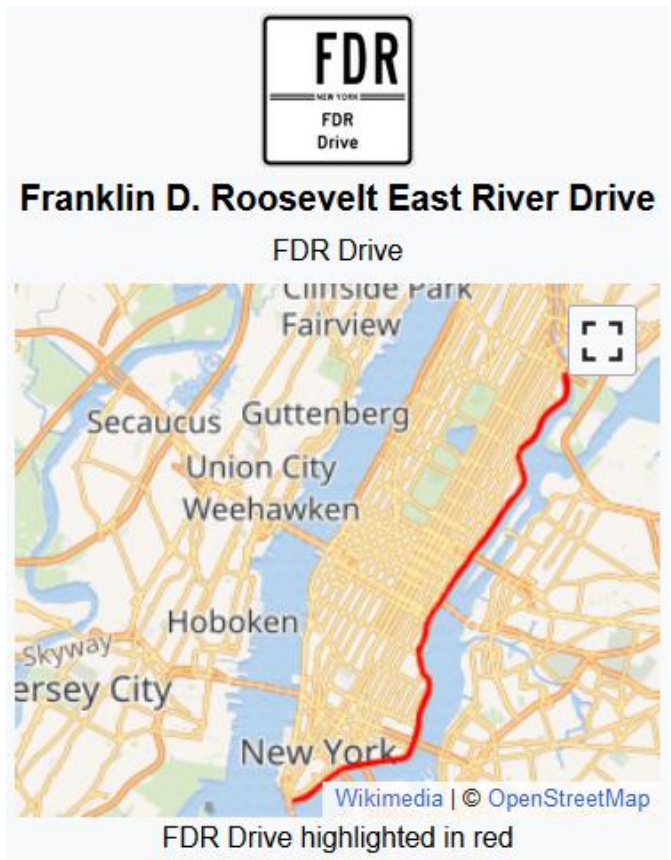 FDR
NEW YORK
FDR
Drive
Franklin D. Roosevelt East River Drive
FDR Drive
Cliffside Park
Fairview
Secaucus
Guttenberg
Union City
Weehawken
Hoboken
Skyway
ersey City
New York
Wikimedia | © OpenStreetMap
FDR Drive highlighted in red